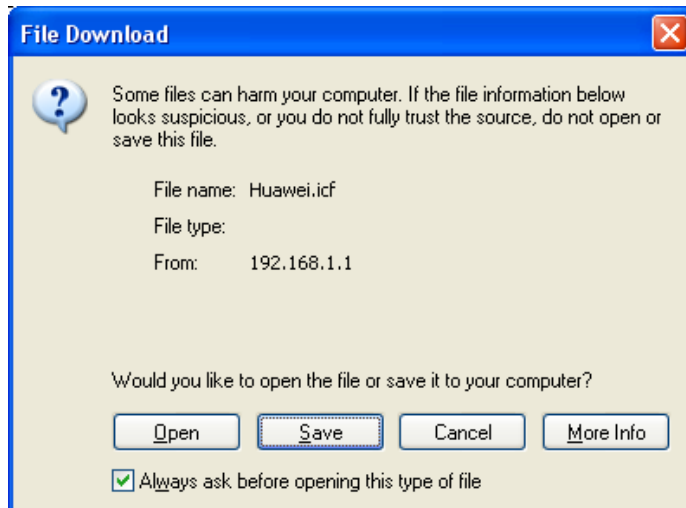 File Download
Some files can harm your computer. If the file information below
looks suspicious, or you do not fully trust the source, do not open or
save this file.
File name: Huawei.icf
File type:
From: 192.168.1.1
Would you like to open the file or save it to your computer?
Open Save Cancel More Info
Always ask before opening this type of file